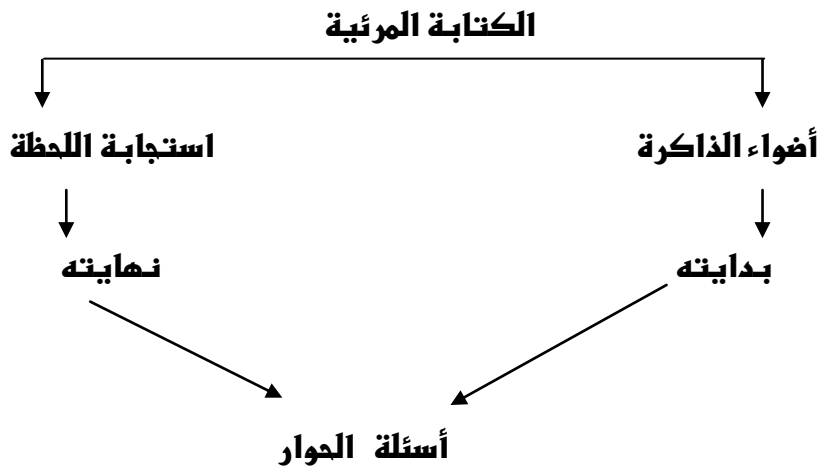 الكتابة المرئية
أضواء الذاكرة استجابة اللحظة
بدايته نهايته
أسئلة الحوار